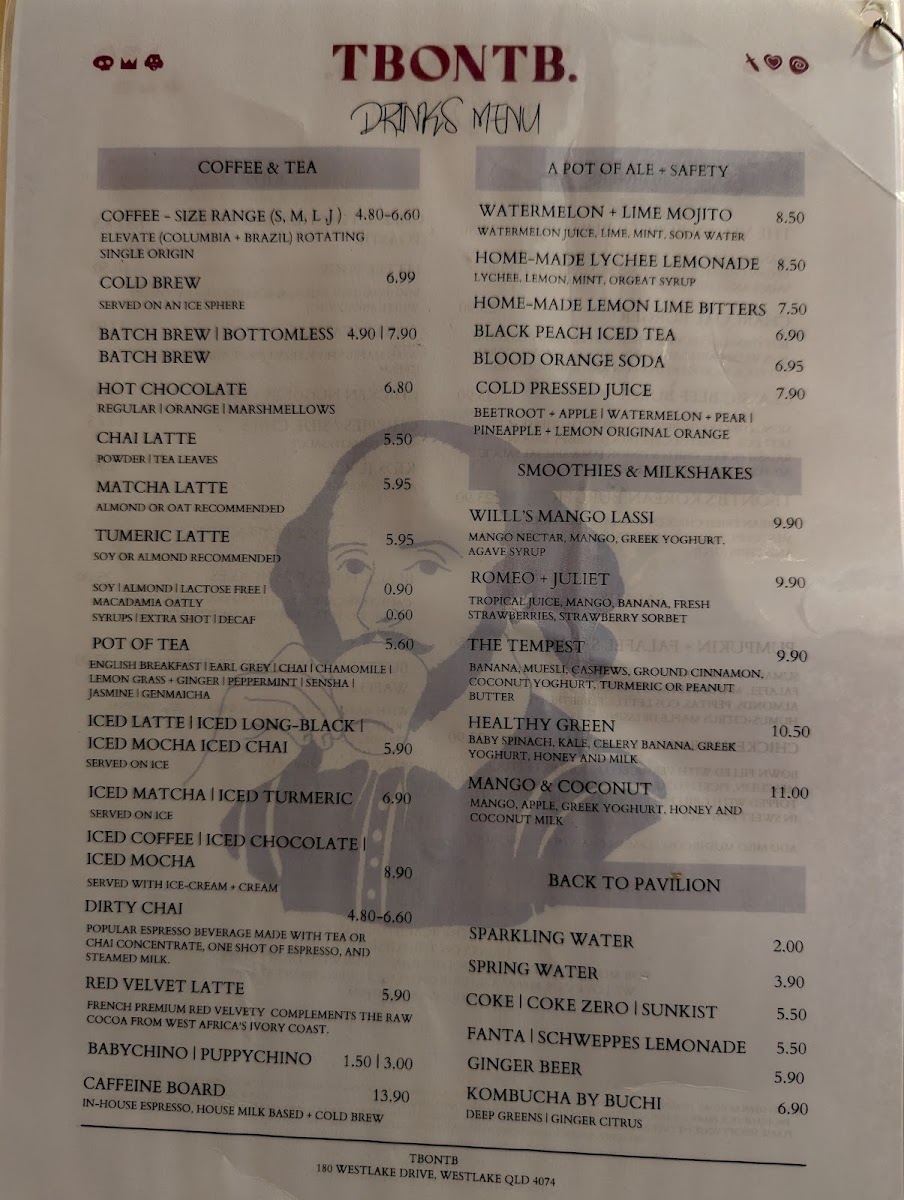 TBONTB.
DRINKS MENU
COFFEE & TEA
COFFEE - SIZE RANGE (S, M, L ,J ) 4.80-6.60
ELEVATE (COLUMBIA + BRAZIL) ROTATING
SINGLE ORIGIN
COLD BREW 6.99
SERVED ON AN ICE SPHERE
BATCH BREW | BOTTOMLESS 4.90 | 7.90
BATCH BREW
HOT CHOCOLATE 6.80
REGULAR | ORANGE | MARSHMELLOWS
CHAI LATTE 5.50
POWDER | TEA LEAVES
MATCHA LATTE 5.95
ALMOND OR OAT RECOMMENDED
TUMERIC LATTE 5.95
SOY OR ALMOND RECOMMENDED
SOY | ALMOND | LACTOSE FREE | 0.90
MACADAMIA OATLY
SYRUPS | EXTRA SHOT | DECAF 0.60
POT OF TEA 5.60
ENGLISH BREAKFAST | EARL GREY | CHAI | CHAMOMILE |
LEMON GRASS + GINGER | PEPPERMINT | SENSHA |
JASMINE | GENMAICHA
ICED LATTE | ICED LONG-BLACK |
ICED MOCHA ICED CHAI 5.90
SERVED ON ICE
ICED MATCHA | ICED TURMERIC 6.90
SERVED ON ICE
ICED COFFEE | ICED CHOCOLATE |
ICED MOCHA 8.90
SERVED WITH ICE-CREAM + CREAM
DIRTY CHAI 4.80-6.60
POPULAR ESPRESSO BEVERAGE MADE WITH TEA OR
CHAI CONCENTRATE, ONE SHOT OF ESPRESSO, AND
STEAMED MILK.
RED VELVET LATTE 5.90
FRENCH PREMIUM RED VELVETY COMPLEMENTS THE RAW
COCOA FROM WEST AFRICA'S IVORY COAST.
BABYCHINO | PUPPYCHINO 1.50 | 3.00
CAFFEINE BOARD 13.90
IN-HOUSE ESPRESSO, HOUSE MILK BASED + COLD BREW
A POT OF ALE + SAFETY
WATERMELON + LIME MOJITO 8.50
WATERMELON JUICE, LIME, MINT, SODA WATER
HOME-MADE LYCHEE LEMONADE 8.50
LYCHEE, LEMON, MINT, ORGEAT SYRUP
HOME-MADE LEMON LIME BITTERS 7.50
BLACK PEACH ICED TEA 6.90
BLOOD ORANGE SODA 6.95
COLD PRESSED JUICE 7.90
BEETROOT + APPLE | WATERMELON + PEAR |
PINEAPPLE + LEMON ORIGINAL ORANGE
SMOOTHIES & MILKSHAKES
WILLL'S MANGO LASSI 9.90
MANGO NECTAR, MANGO, GREEK YOGHURT,
AGAVE SYRUP
ROMEO + JULIET 9.90
TROPICAL JUICE, MANGO, BANANA, FRESH
STRAWBERRIES, STRAWBERRY SORBET
THE TEMPEST 9.90
BANANA, MUESLI, CASHEWS, GROUND CINNAMON,
COCONUT YOGHURT, TURMERIC OR PEANUT
BUTTER
HEALTHY GREEN 10.50
BABY SPINACH, KALE, CELERY BANANA, GREEK
YOGHURT, HONEY AND MILK
MANGO & COCONUT 11.00
MANGO, APPLE, GREEK YOGHURT, HONEY AND
COCONUT MILK
BACK TO PAVILION
SPARKLING WATER 2.00
SPRING WATER 3.90
COKE | COKE ZERO | SUNKIST 5.50
FANTA | SCHWEPPES LEMONADE 5.50
GINGER BEER 5.90
KOMBUCHA BY BUCHI 6.90
DEEP GREENS | GINGER CITRUS
TBONTB
180 WESTLAKE DRIVE, WESTLAKE QLD 4074